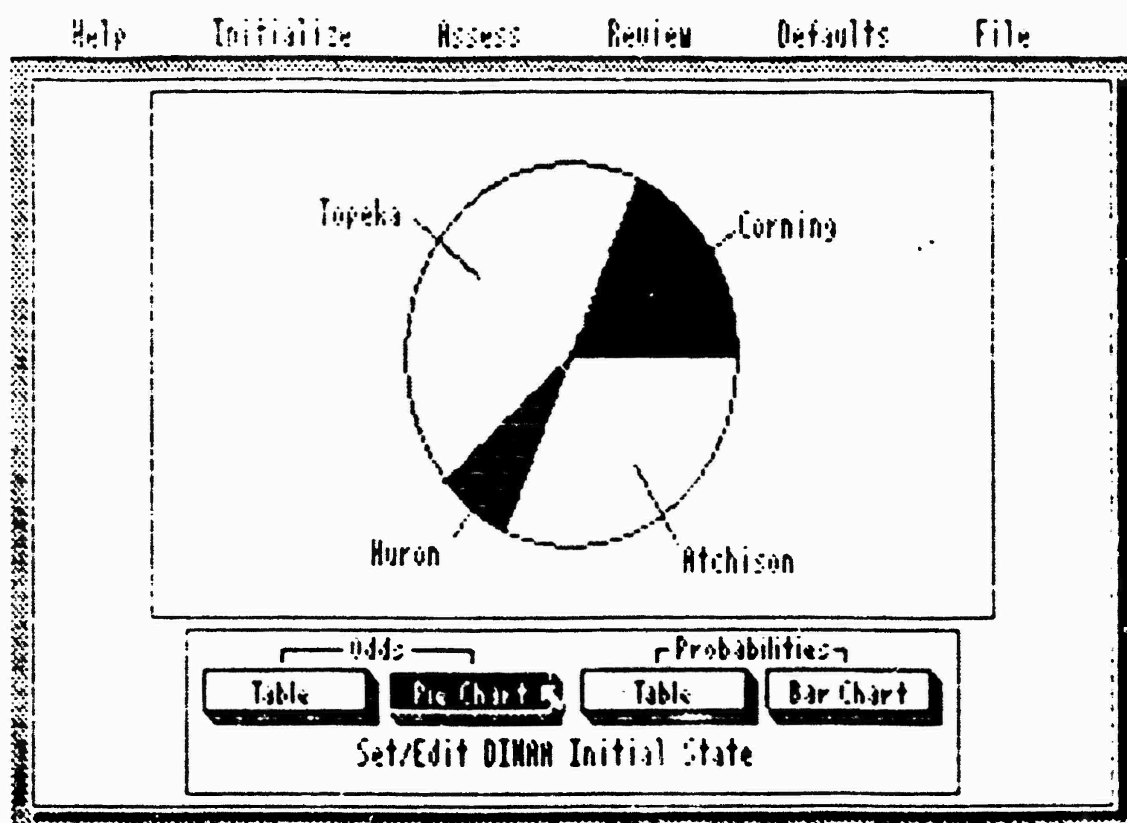 Help Initialize Assess Review Defaults File
Topeka
Corning
Huron
Atchison
Odds Probabilities
Table Pie Chart Table Bar Chart
Set/Edit DINAH Initial State